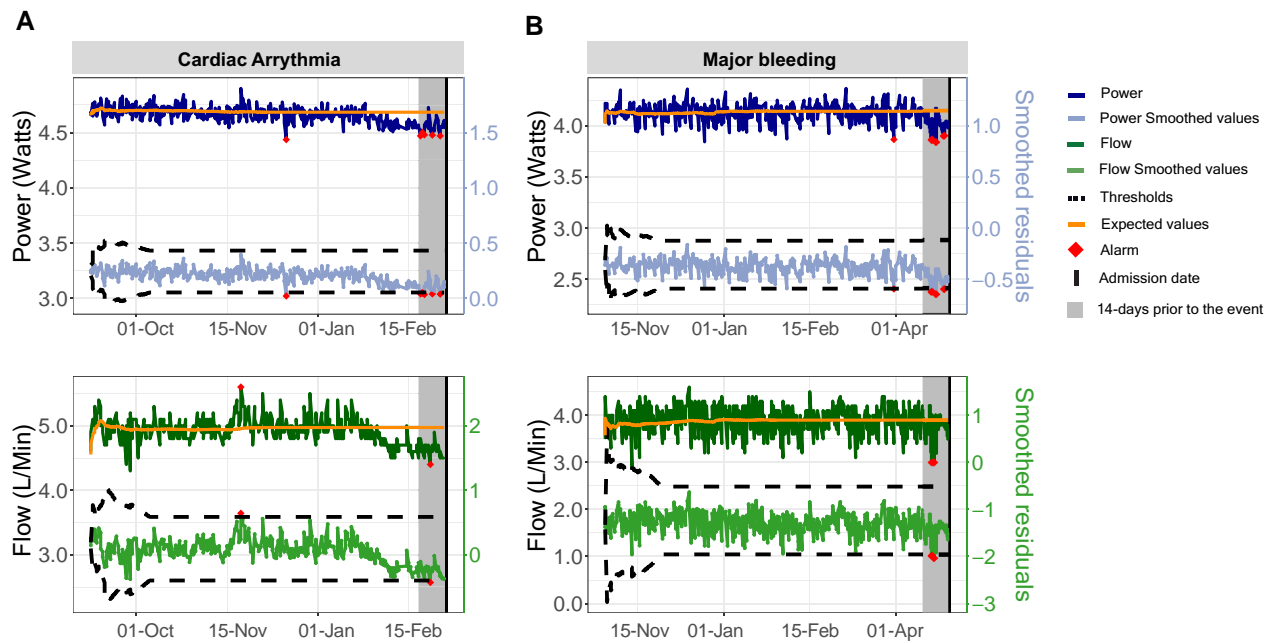 A
B
Cardiac Arrythmia
Major bleeding
Power (Watts)
4.5
4.0
3.5
3.0
1.5
1.0
0.5
0.0
01-Oct
15-Nov
01-Jan
15-Feb
Power (Watts)
4.0
3.5
3.0
2.5
1.0
0.5
0.0
−0.5
Smoothed residuals
15-Nov
01-Jan
15-Feb
01-Apr
Power
Power Smoothed values
Flow
Flow Smoothed values
Thresholds
Expected values
Alarm
Admission date
14-days prior to the event
Flow (L/Min)
5.0
4.0
3.0
2
1
0
01-Oct
15-Nov
01-Jan
15-Feb
Flow (L/Min)
4.0
3.0
2.0
1.0
0.0
1
0
−1
−2
−3
Smoothed residuals
15-Nov
01-Jan
15-Feb
01-Apr